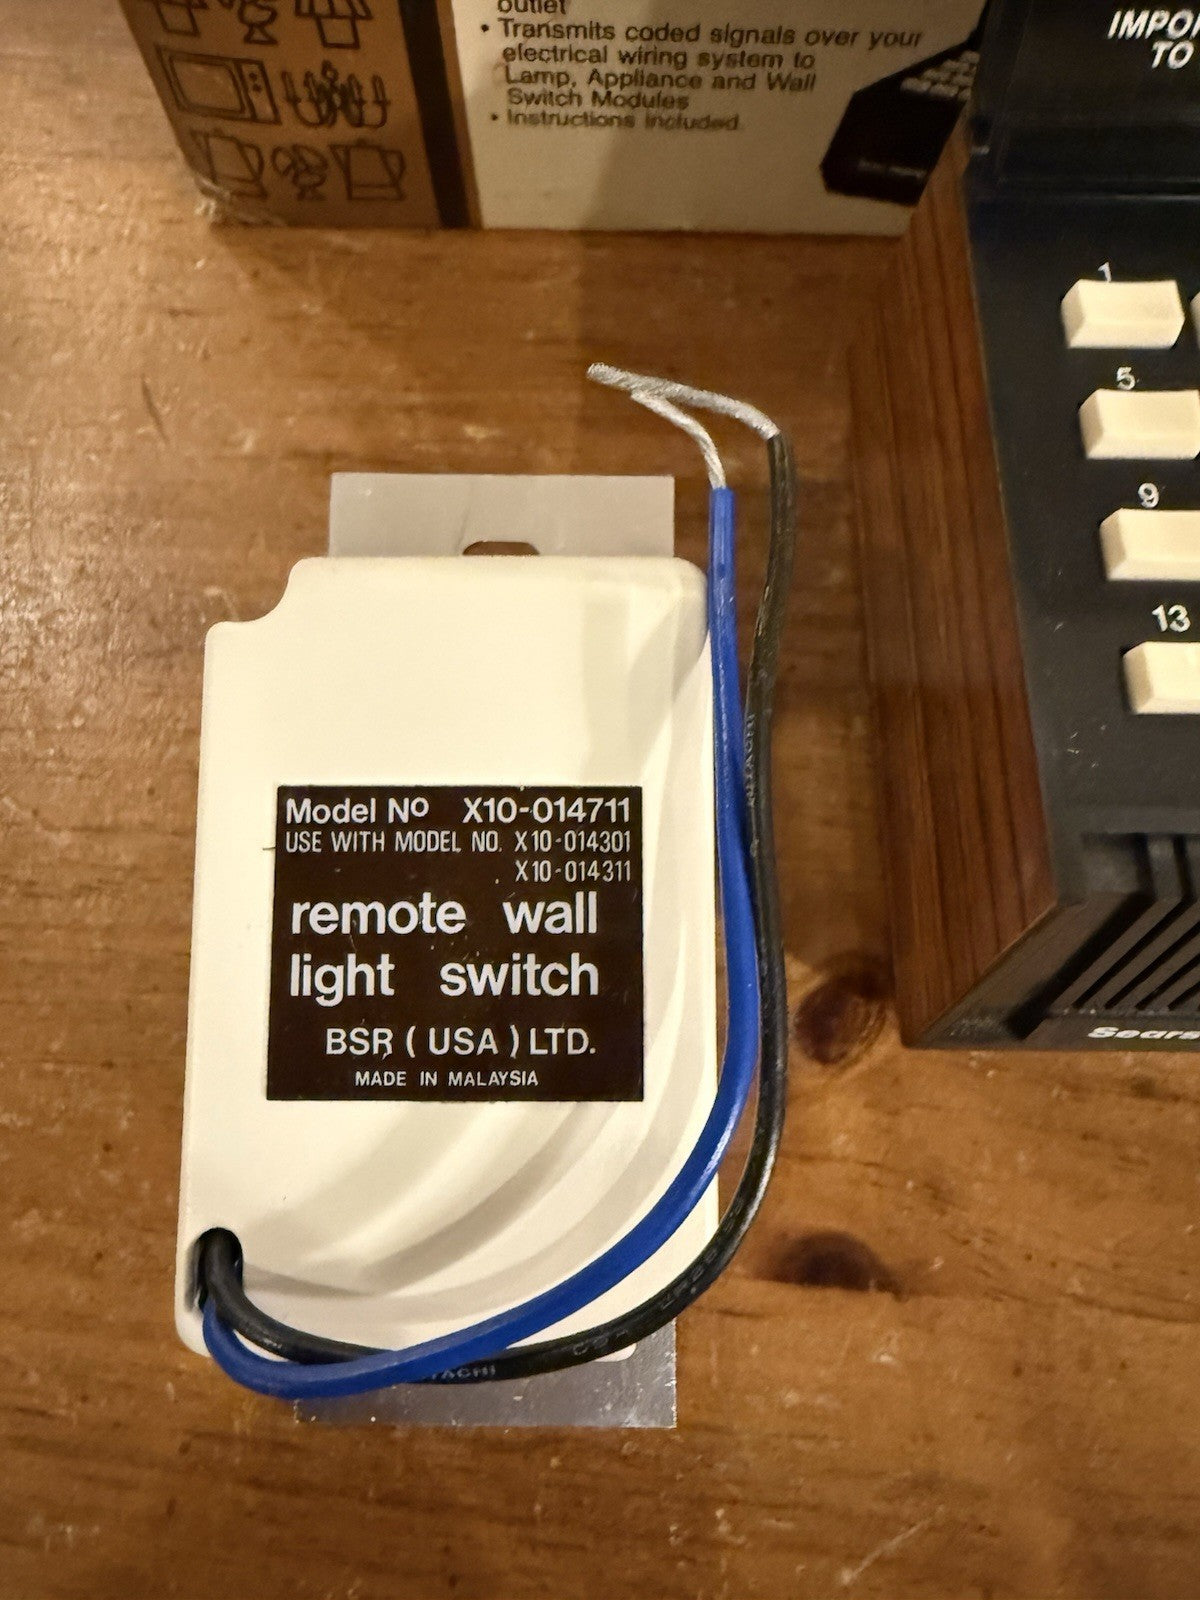 outlet
• Transmits coded signals over your
electrical wiring system to
Lamp, Appliance and Wall
Switch Modules
• Instructions included.
TO
1
5
9
13
Sears
Model Nº X10-014711
USE WITH MODEL NO. X10-014301
X10-014311
remote wall
light switch
BSR ( USA ) LTD.
MADE IN MALAYSIA
HITACHI